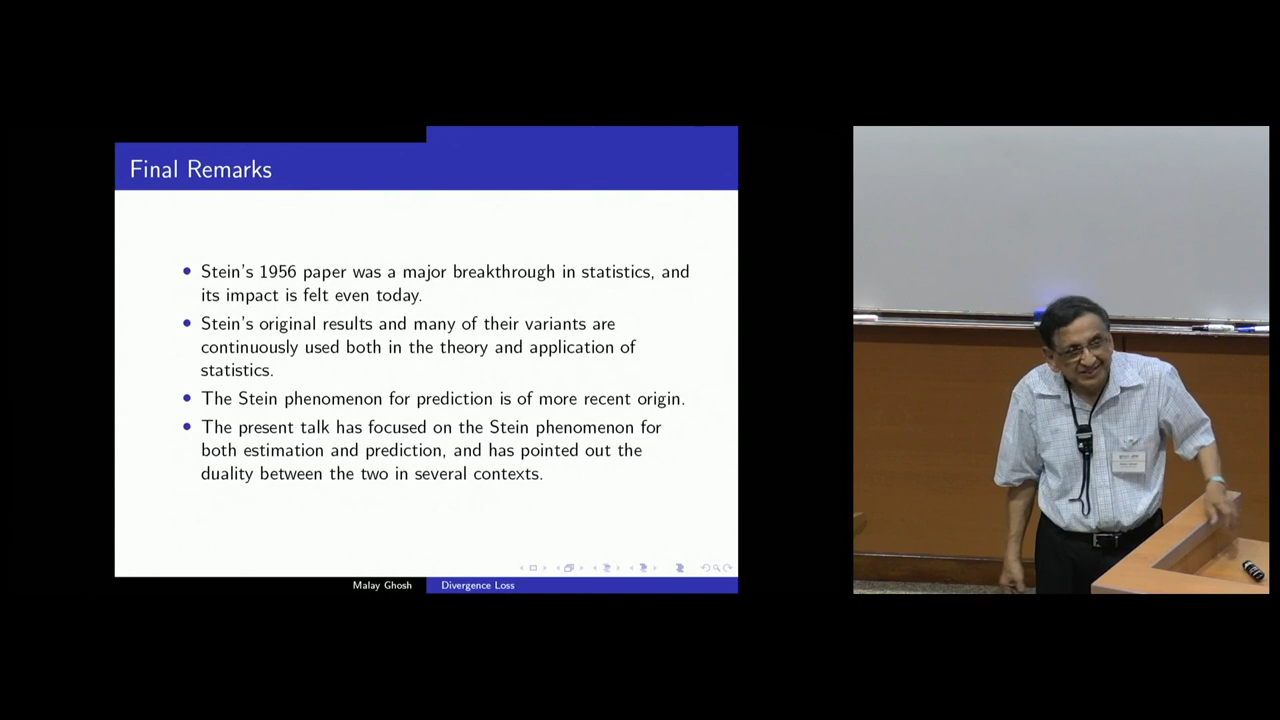 Final Remarks
• Stein's 1956 paper was a major breakthrough in statistics, and
its impact is felt even today.
• Stein's original results and many of their variants are
continuously used both in the theory and application of
statistics.
• The Stein phenomenon for prediction is of more recent origin.
• The present talk has focused on the Stein phenomenon for
both estimation and prediction, and has pointed out the
duality between the two in several contexts.
Malay Ghosh
Divergence Loss